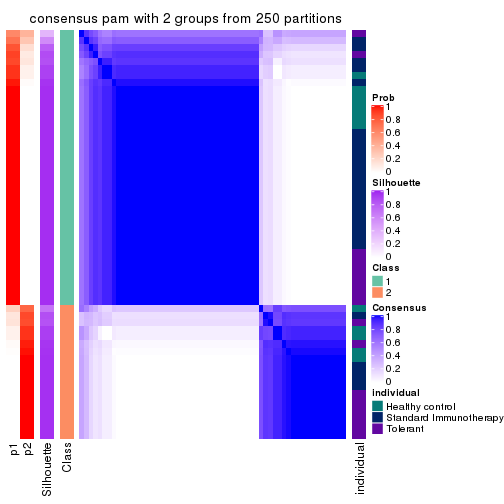 consensus pam with 2 groups from 250 partitions
Prob
1
0.8
0.6
0.4
0.2
0
Silhouette
1
0.8
0.6
0.4
0.2
0
Class
1
2
Consensus
1
0.8
0.6
0.4
0.2
0
individual
Healthy control
Standard Immunotherapy
Tolerant
p1
p2
Silhouette
Class
individual